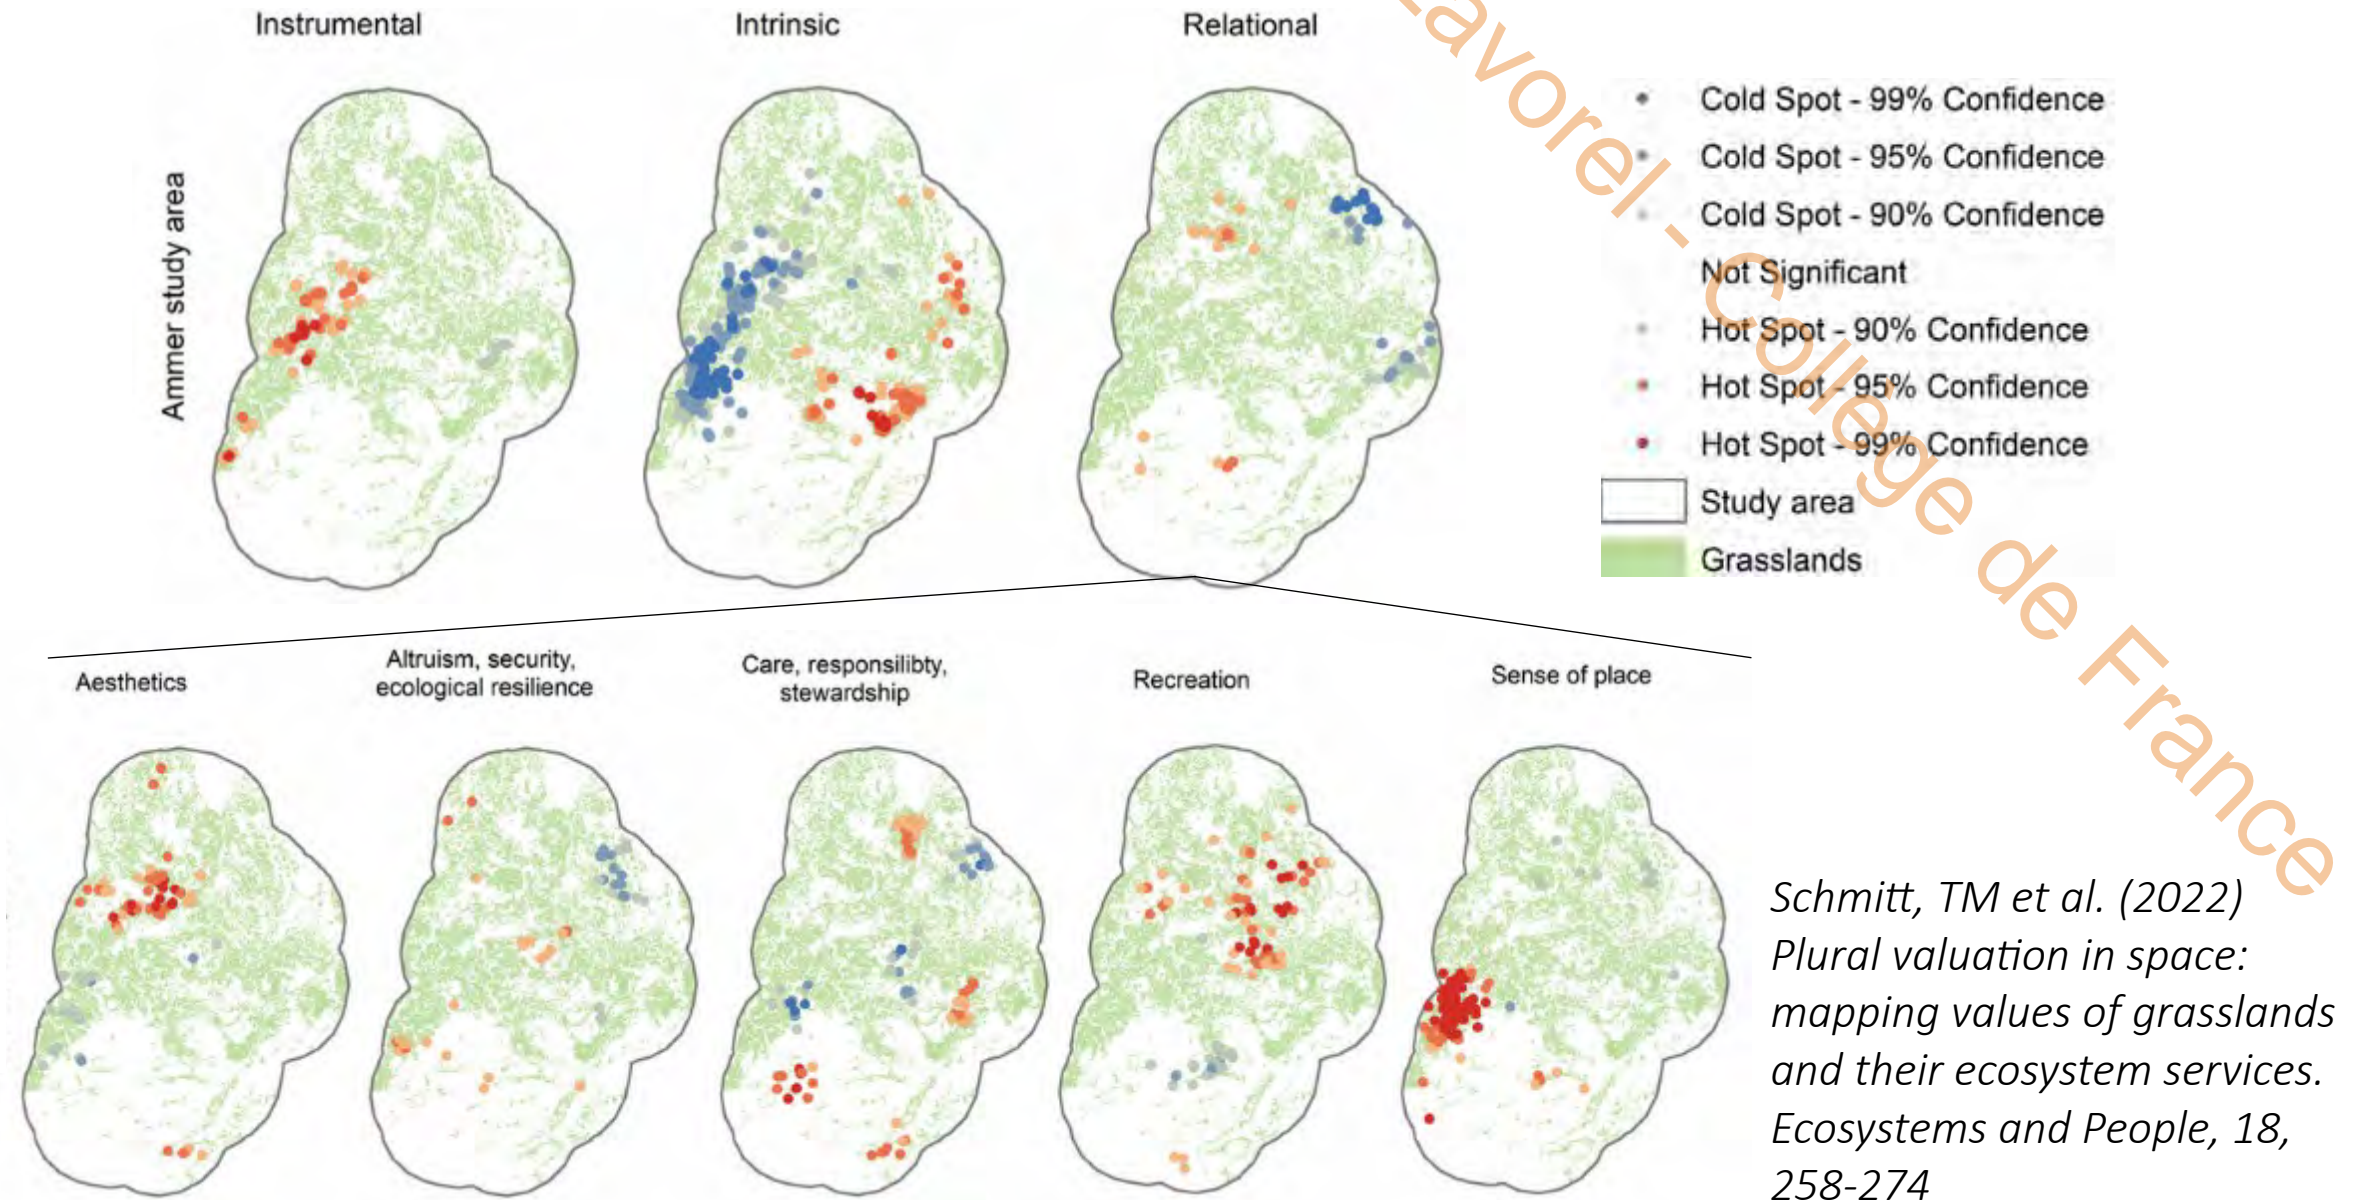 Instrumental
Intrinsic
Relational
Ammer study area
Cold Spot - 99% Confidence
Cold Spot - 95% Confidence
Cold Spot - 90% Confidence
Not Significant
Hot Spot - 90% Confidence
Hot Spot - 95% Confidence
Hot Spot - 99% Confidence
Study area
Grasslands
Lavorel - Collège de France
Aesthetics
Altruism, security,
ecological resilience
Care, responsilibty,
stewardship
Recreation
Sense of place
Schmitt, TM et al. (2022)
Plural valuation in space:
mapping values of grasslands
and their ecosystem services.
Ecosystems and People, 18,
258-274